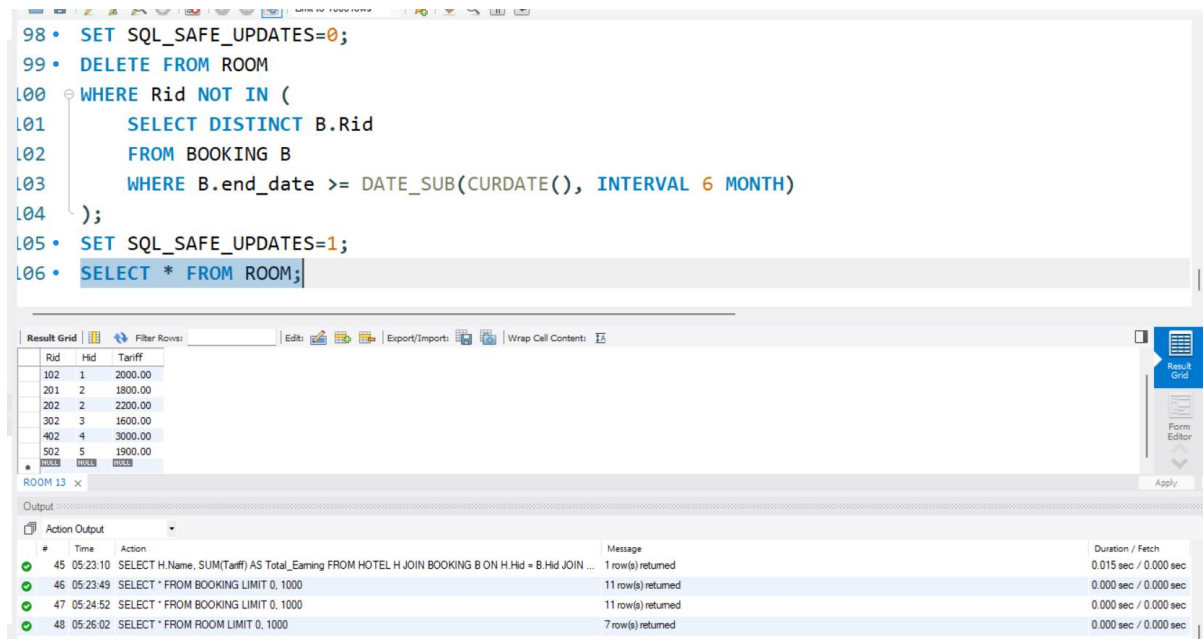 Limit to 1000 rows
98 SET SQL_SAFE_UPDATES=0;
99 DELETE FROM ROOM
100 WHERE Rid NOT IN (
101 SELECT DISTINCT B.Rid
102 FROM BOOKING B
103 WHERE B.end_date >= DATE_SUB(CURDATE(), INTERVAL 6 MONTH)
104 );
105 SET SQL_SAFE_UPDATES=1;
106 SELECT * FROM ROOM;
Result Grid Filter Rows: Edit: Export/Import: Wrap Cell Content:
Rid Hid Tariff
102 1 2000.00
201 2 1800.00
202 2 2200.00
302 3 1600.00
402 4 3000.00
502 5 1900.00
NULL NULL NULL
Result
Grid
Form
Editor
ROOM 13 Apply
Output
Action Output
# Time Action Message Duration / Fetch
45 05:23:10 SELECT H.Name, SUM(Tariff) AS Total_Earning FROM HOTEL H JOIN BOOKING B ON H.Hid = B.Hid JOIN ... 1 row(s) returned 0.015 sec / 0.000 sec
46 05:23:49 SELECT * FROM BOOKING LIMIT 0, 1000 11 row(s) returned 0.000 sec / 0.000 sec
47 05:24:52 SELECT * FROM BOOKING LIMIT 0, 1000 11 row(s) returned 0.000 sec / 0.000 sec
48 05:26:02 SELECT * FROM ROOM LIMIT 0, 1000 7 row(s) returned 0.000 sec / 0.000 sec